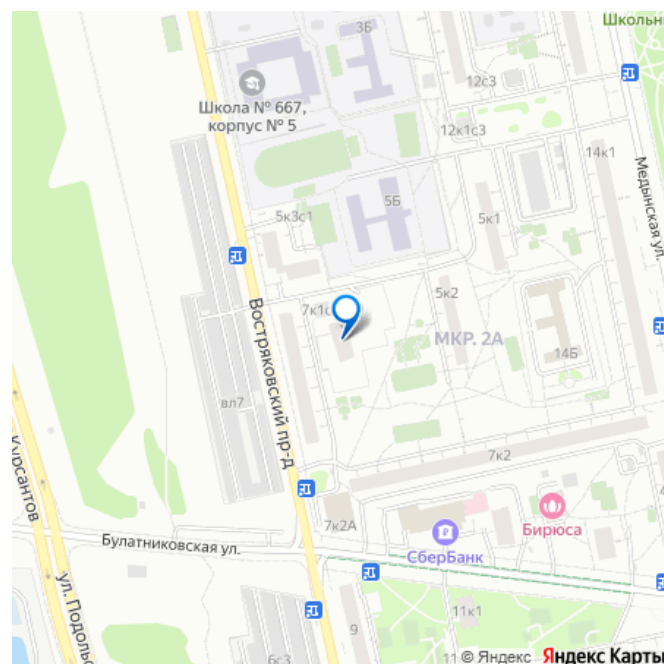 3Б
Школьн
12с3
Школа № 667,
корпус № 5
12к1с3
14к1
Медынская ул.
5Б
5к3с1
5к1
5к2
7к1с
МКР. 2А
14Б
Востряковский пр-д
вл7
7к2
Курсантов
7к2А
Бирюса
Булатниковская ул.
СберБанк
ул. Подольс
11к1
9
6с3
© Яндекс Яндекс Карты